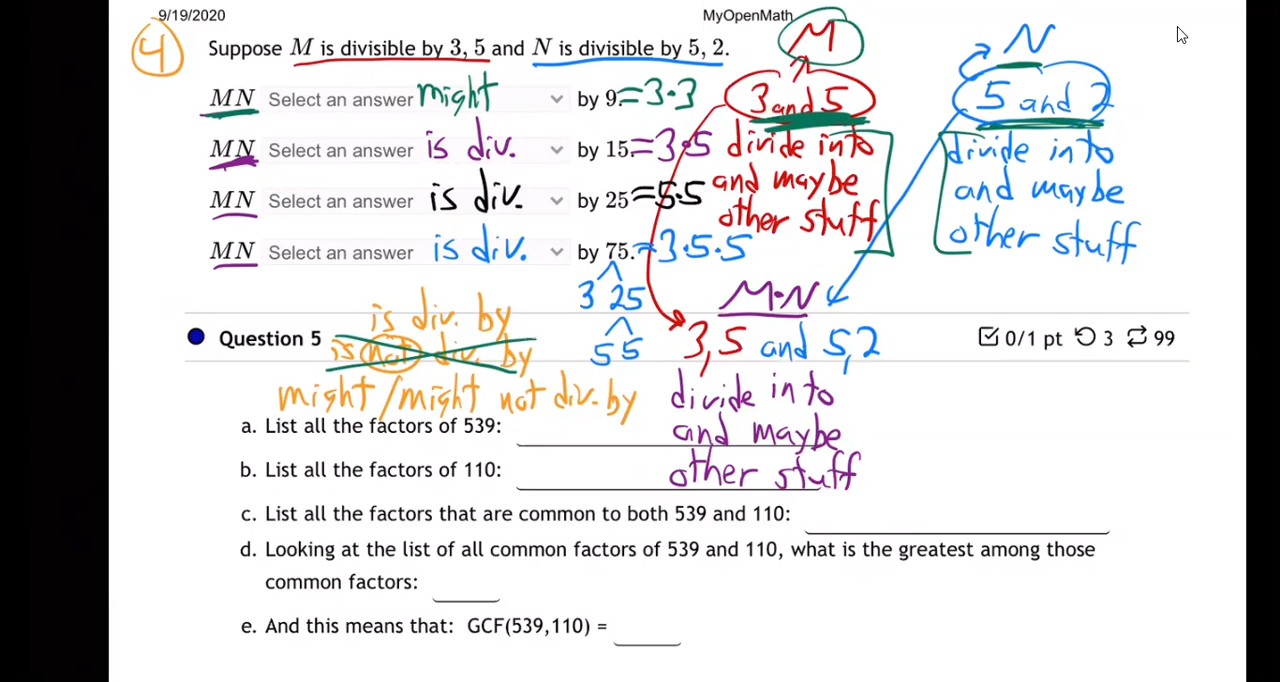 9/19/2020 MyOpenMath
4 Suppose M is divisible by 3, 5 and N is divisible by 5, 2. M N
MN Select an answer might by 9. = 3·3 3 and 5 5 and 2
MN Select an answer is div. by 15. = 3·5 divide into divide into
and maybe and maybe
MN Select an answer is div. by 25 = 5·5 other stuff other stuff
MN Select an answer is div. by 75. = 3·5·5
3 25 M·N
is div. by
Question 5 is not div. by 5 5 3,5 and 5,2 0/1 pt 3 99
might/might not div. by divide into
a. List all the factors of 539:
and maybe
b. List all the factors of 110: other stuff
c. List all the factors that are common to both 539 and 110:
d. Looking at the list of all common factors of 539 and 110, what is the greatest among those
common factors:
e. And this means that: GCF(539,110) =